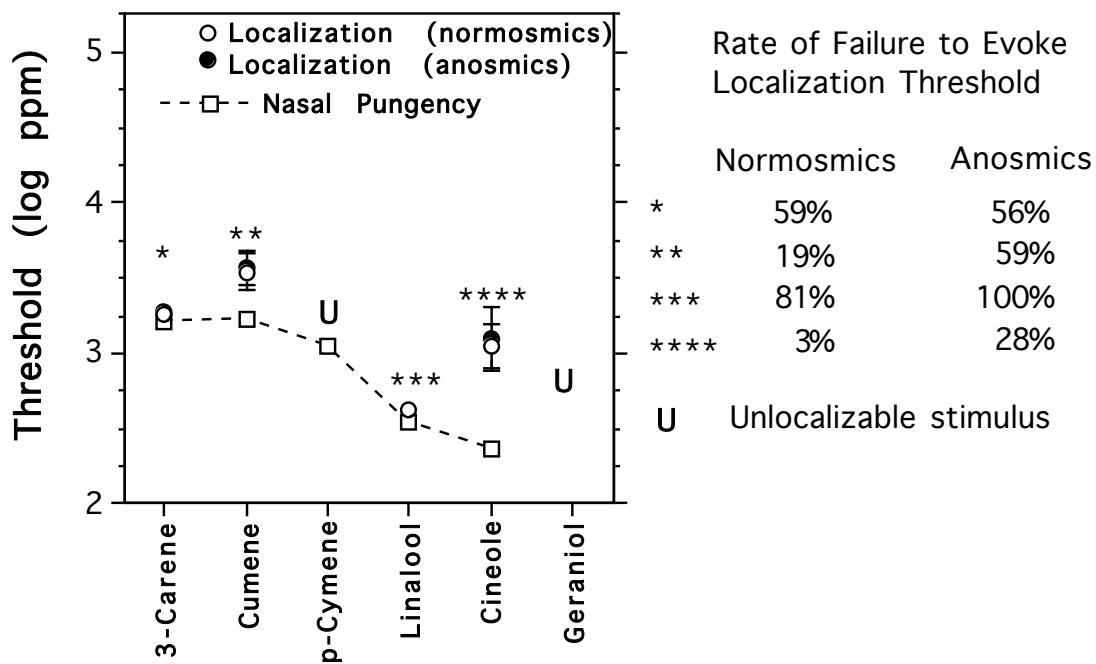 Localization (normosmics)
Localization (anosmics)
Nasal Pungency
Threshold (log ppm)
5
4
3
2
*
**
U
***
****
U
3-Carene
Cumene
p-Cymene
Linalool
Cineole
Geraniol
Rate of Failure to Evoke
Localization Threshold
Normosmics Anosmics
* 59% 56%
** 19% 59%
*** 81% 100%
**** 3% 28%
U Unlocalizable stimulus